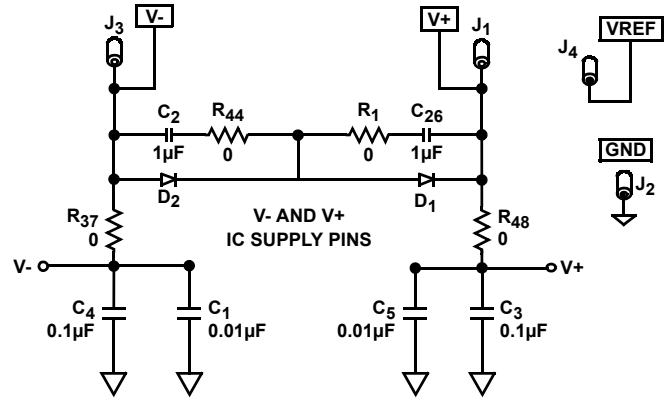 J3 V- V+ J1 VREF
J4
C2 R44 R1 C26
1µF 0 0 1µF
GND
D2 D1 J2
R37 0 V- AND V+ R48 0
IC SUPPLY PINS
V- V+
C4 C1 C5 C3
0.1µF 0.01µF 0.01µF 0.1µF